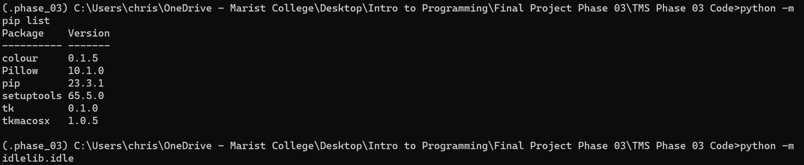 (.phase_03) C:\Users\chris\OneDrive - Marist College\Desktop\Intro to Programming\Final Project Phase 03\TMS Phase 03 Code>python -m
pip list
Package    Version
---------- -------
colour     0.1.5
Pillow     10.1.0
pip        23.3.1
setuptools 65.5.0
tk         0.1.0
tkmacosx   1.0.5
(.phase_03) C:\Users\chris\OneDrive - Marist College\Desktop\Intro to Programming\Final Project Phase 03\TMS Phase 03 Code>python -m
idlelib.idle